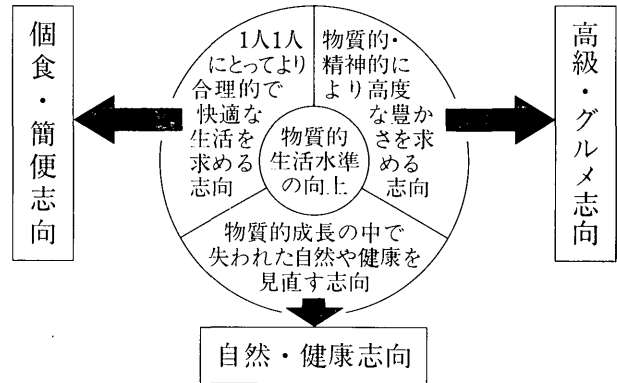 個食・簡便志向
1人1人
にとってより
合理的で
快適な
生活を
求める
志向
物質的・
精神的に
より高度
な豊か
さを求
める
志向
物質的
生活水準
の向上
高級・グルメ志向
物質的成長の中で
失われた自然や健康を
見直す志向
自然・健康志向